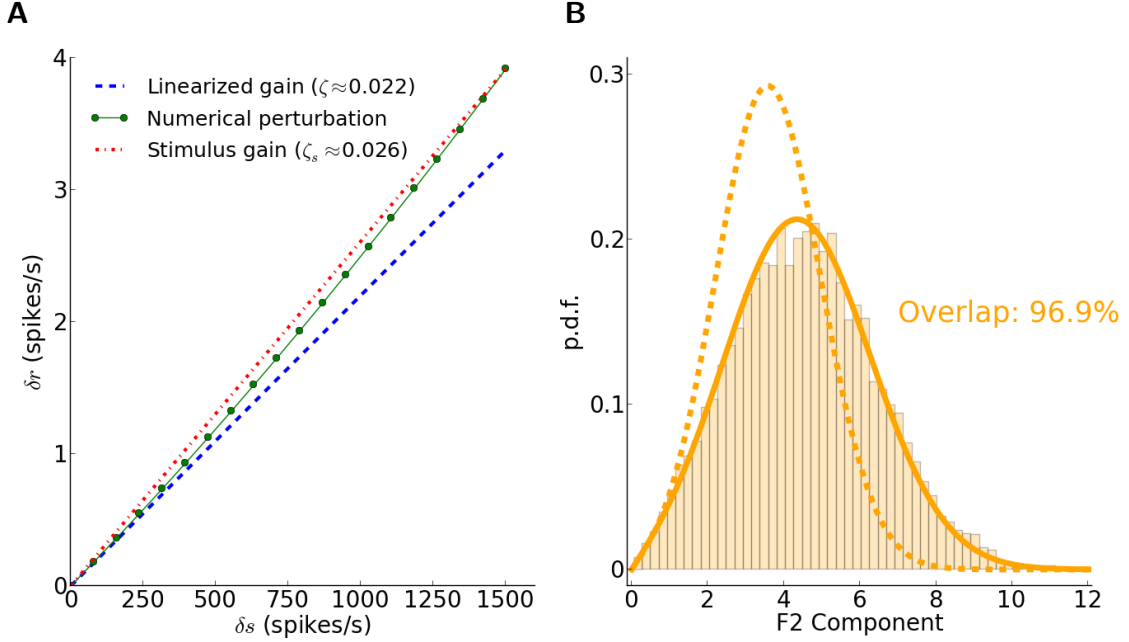 A
4
3
2
1
0
Linearized gain (ζ≈0.022)
Numerical perturbation
Stimulus gain (ζs≈0.026)
δr (spikes/s)
0 250 500 750 1000 1250 1500
δs (spikes/s)
B
0.3
0.2
0.1
0
p.d.f.
Overlap: 96.9%
0 2 4 6 8 10 12
F2 Component